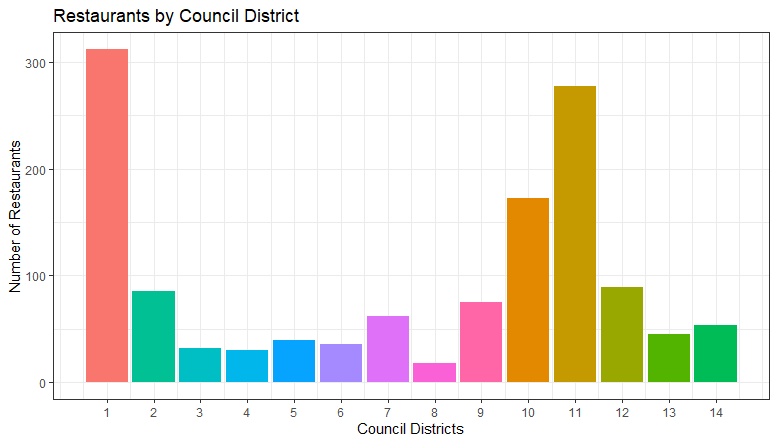 Restaurants by Council District
Number of Restaurants
300
200
100
0
1 2 3 4 5 6 7 8 9 10 11 12 13 14
Council Districts